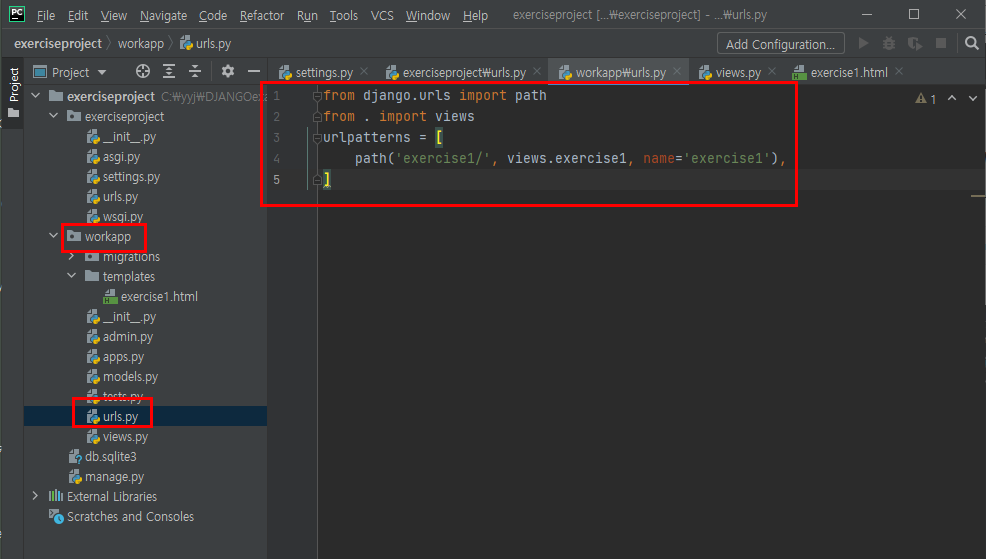 PC File Edit View Navigate Code Refactor Run Tools VCS Window Help exerciseproject [...₩exerciseproject] - ...₩urls.py
exerciseproject workapp urls.py Add Configuration...
Project
Project
settings.py exerciseproject₩urls.py workapp₩urls.py views.py exercise1.html
exerciseproject
exerciseproject
__init__.py
asgi.py
settings.py
urls.py
wsgi.py
workapp
migrations
templates
exercise1.html
__init__.py
admin.py
apps.py
models.py
tests.py
urls.py
views.py
db.sqlite3
manage.py
External Libraries
Scratches and Consoles
1 from django.urls import path
2 from . import views
3 urlpatterns = [
4 path('exercise1/', views.exercise1, name='exercise1'),
5 ]
1